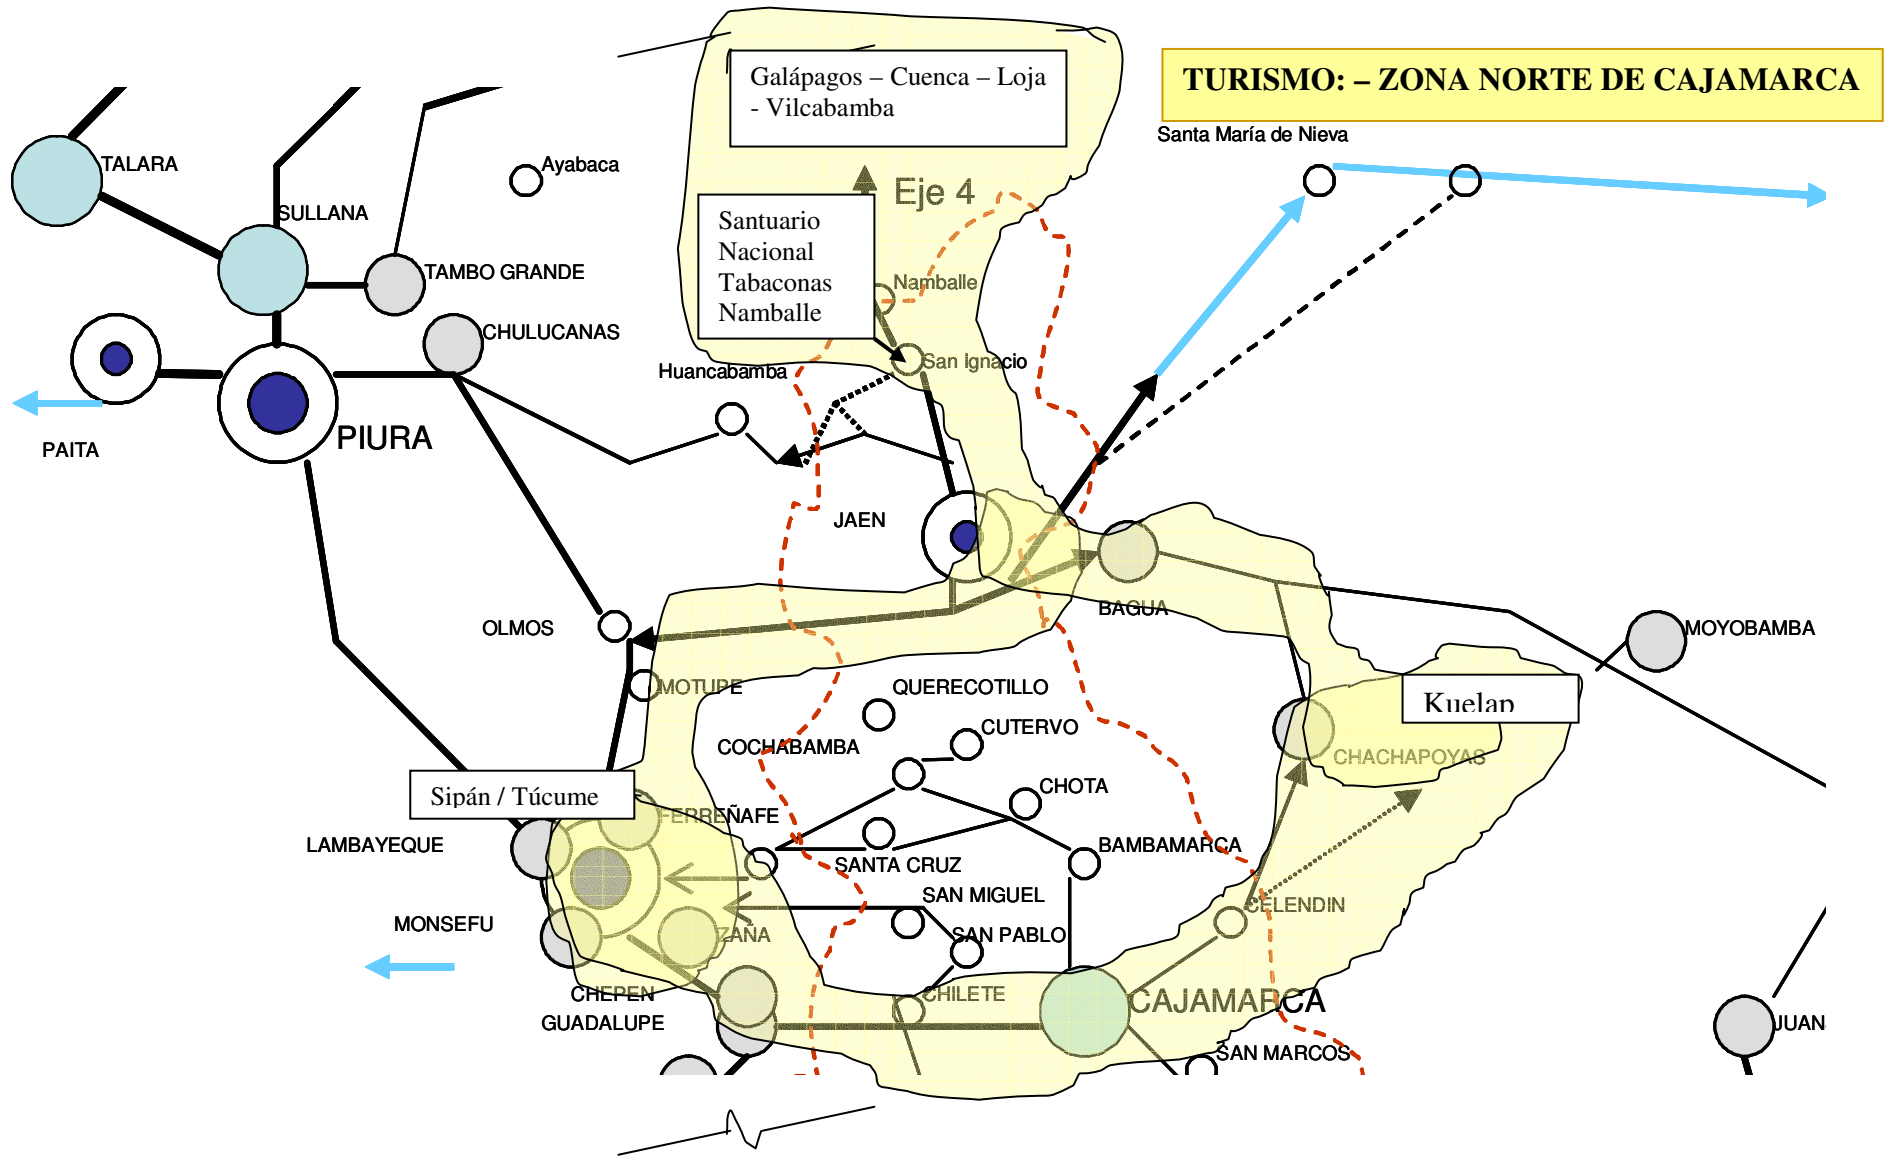 Galápagos – Cuenca – Loja
- Vilcabamba
TURISMO: – ZONA NORTE DE CAJAMARCA
Santa María de Nieva
TALARA
Ayabaca
Eje 4
SULLANA
Santuario
Nacional
Tabaconas
Namballe
TAMBO GRANDE
Namballe
CHULUCANAS
San Ignacio
Huancabamba
PIURA
PAITA
JAEN
BAGUA
OLMOS
MOYOBAMBA
MOTUPE
QUERECOTILLO
Kuelap
CUTERVO
COCHABAMBA
CHACHAPOYAS
CHOTA
Sipán / Túcume
FERREÑAFE
LAMBAYEQUE
BAMBAMARCA
SANTA CRUZ
SAN MIGUEL
CELENDIN
MONSEFU
ZAÑA
SAN PABLO
CHEPEN
CHILETE
CAJAMARCA
GUADALUPE
JUAN
SAN MARCOS